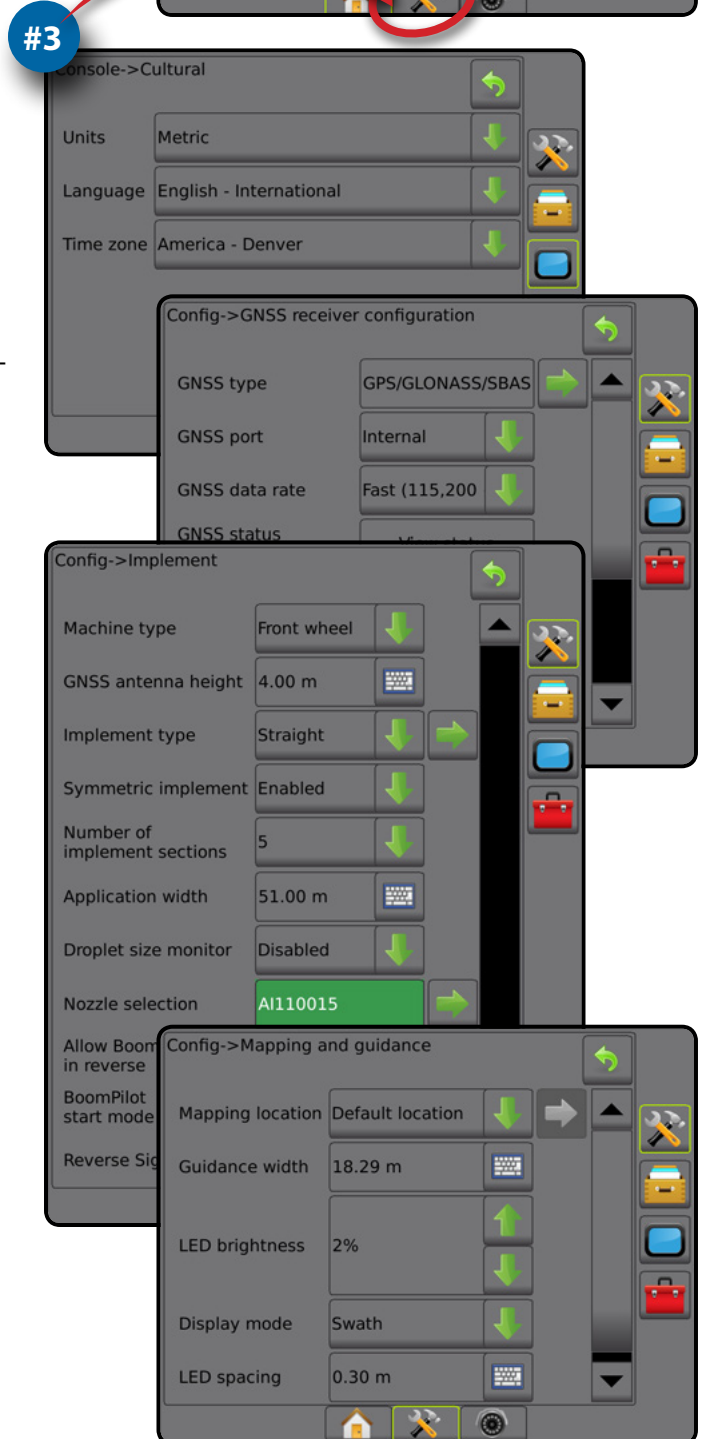 #3
Console->Cultural
Units Metric
Language English - International
Time zone America - Denver
Config->GNSS receiver configuration
GNSS type GPS/GLONASS/SBAS
GNSS port Internal
GNSS data rate Fast (115,200
GNSS status
Config->Implement
Machine type Front wheel
GNSS antenna height 4.00 m
Implement type Straight
Symmetric implement Enabled
Number of
implement sections 5
Application width 51.00 m
Droplet size monitor Disabled
Nozzle selection AI110015
Allow Boom
in reverse
BoomPilot
start mode
Reverse Sig
Config->Mapping and guidance
Mapping location Default location
Guidance width 18.29 m
LED brightness 2%
Display mode Swath
LED spacing 0.30 m